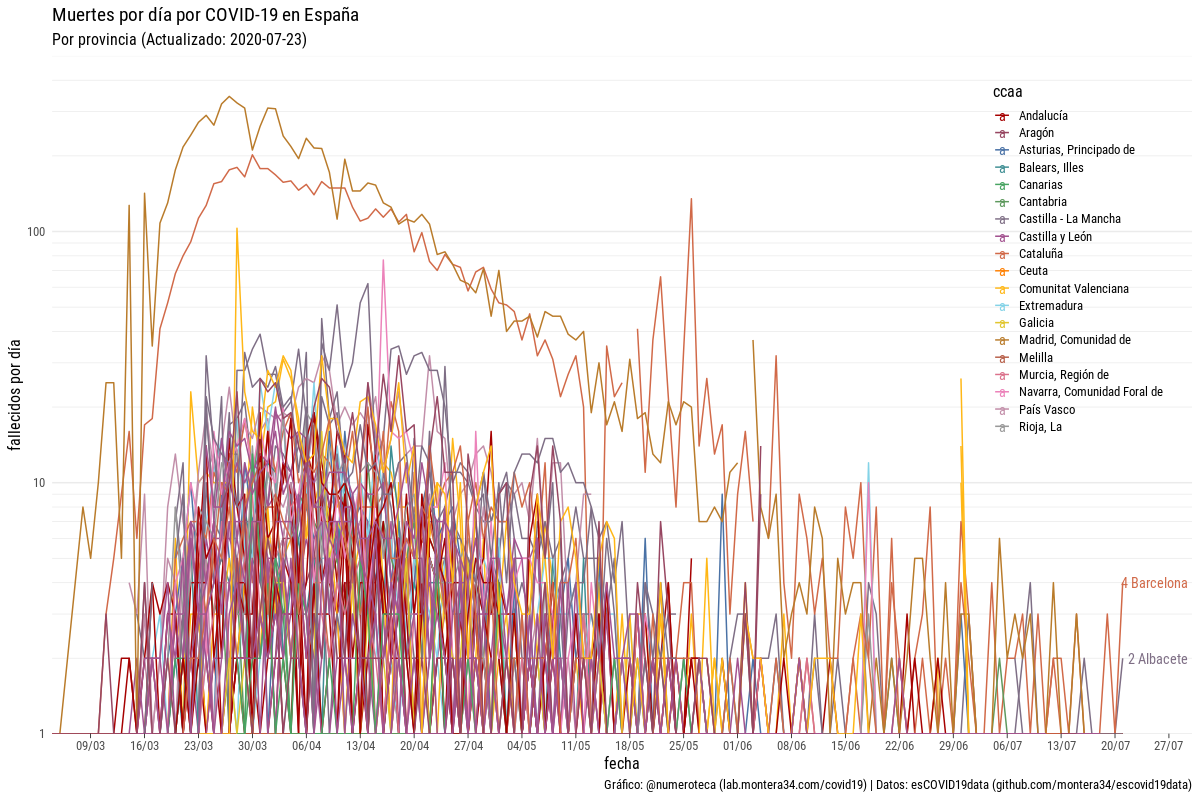 Muertes por día por COVID-19 en España
Por provincia (Actualizado: 2020-07-23)
fallecidos por día
100
10
1
ccaa
Andalucía
Aragón
Asturias, Principado de
Balears, Illes
Canarias
Cantabria
Castilla - La Mancha
Castilla y León
Cataluña
Ceuta
Comunitat Valenciana
Extremadura
Galicia
Madrid, Comunidad de
Melilla
Murcia, Región de
Navarra, Comunidad Foral de
País Vasco
Rioja, La
4 Barcelona
2 Albacete
09/03 16/03 23/03 30/03 06/04 13/04 20/04 27/04 04/05 11/05 18/05 25/05 01/06 08/06 15/06 22/06 29/06 06/07 13/07 20/07 27/07
fecha
Gráfico: @numeroteca (lab.montera34.com/covid19) | Datos: esCOVID19data (github.com/montera34/escovid19data)